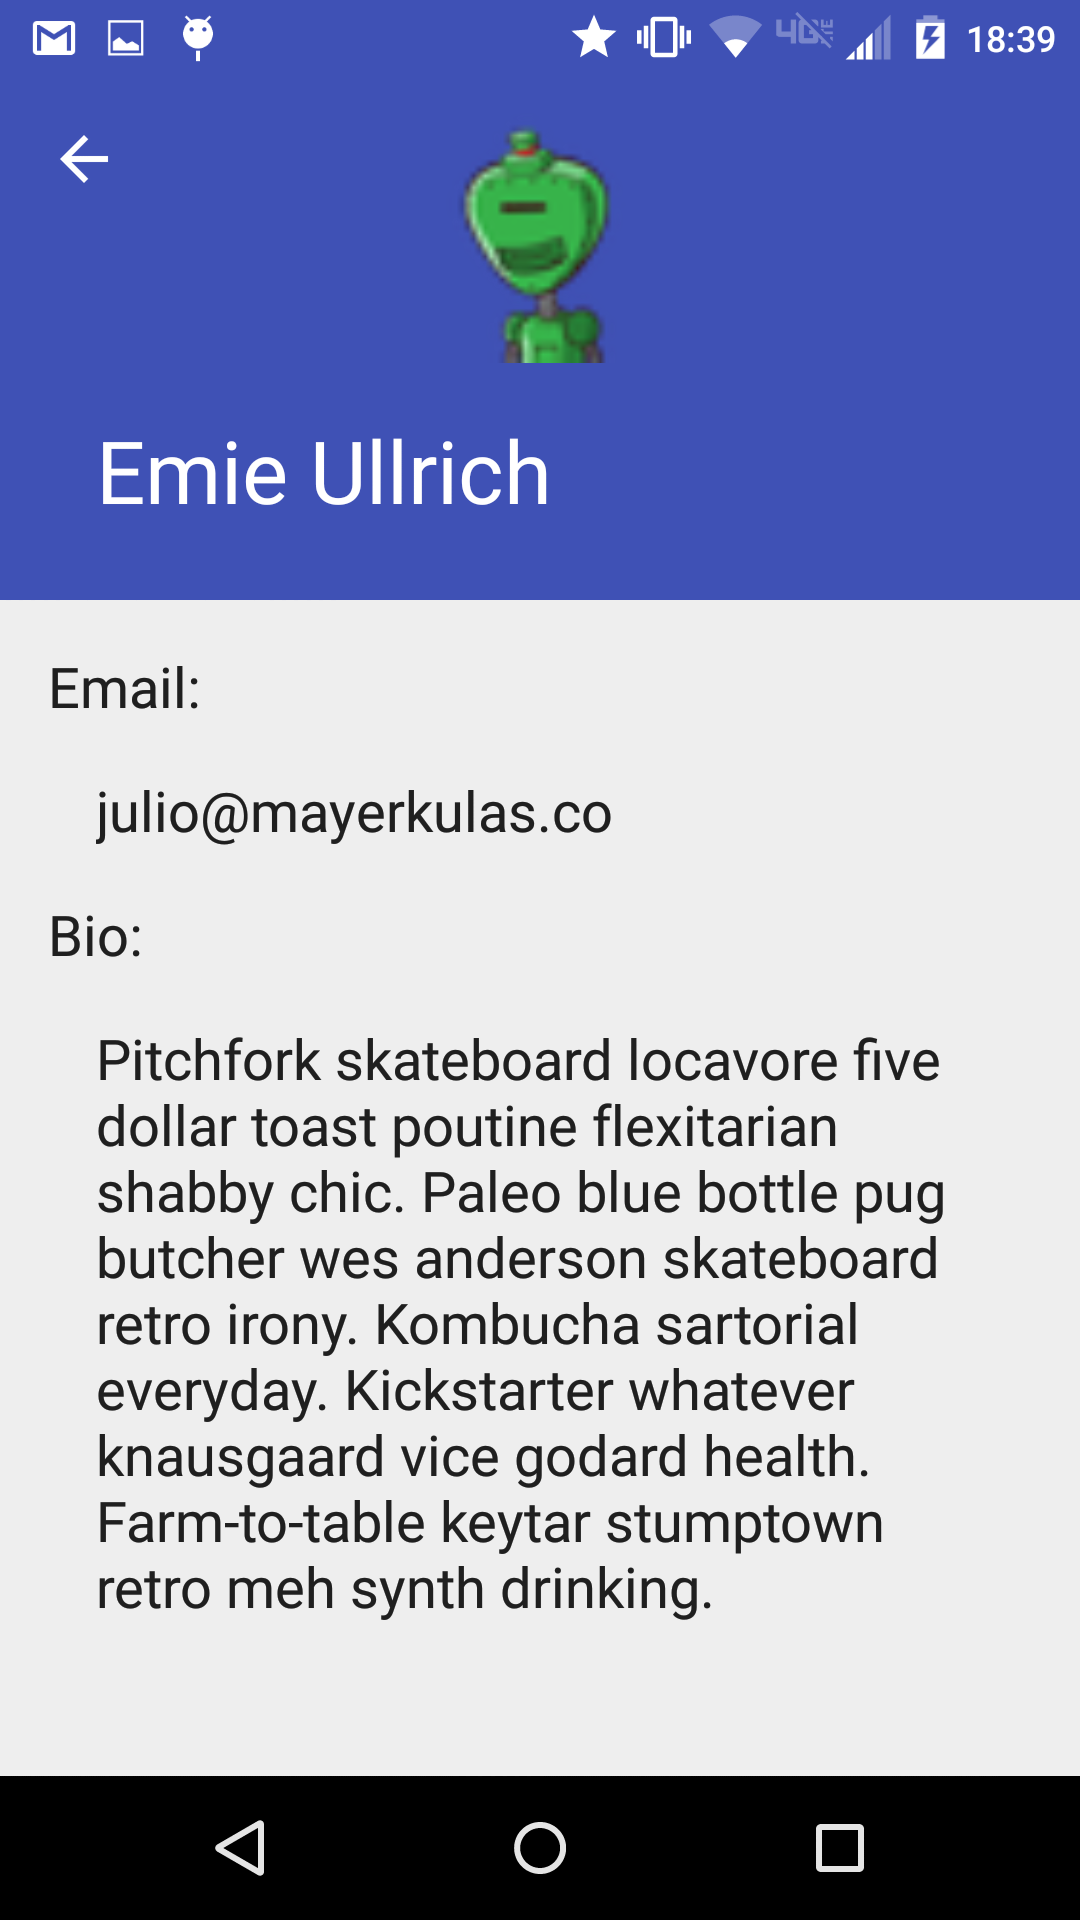 4G LTE 18:39
Emie Ullrich
Email:
julio@mayerkulas.co
Bio:
Pitchfork skateboard locavore five
dollar toast poutine flexitarian
shabby chic. Paleo blue bottle pug
butcher wes anderson skateboard
retro irony. Kombucha sartorial
everyday. Kickstarter whatever
knausgaard vice godard health.
Farm-to-table keytar stumptown
retro meh synth drinking.